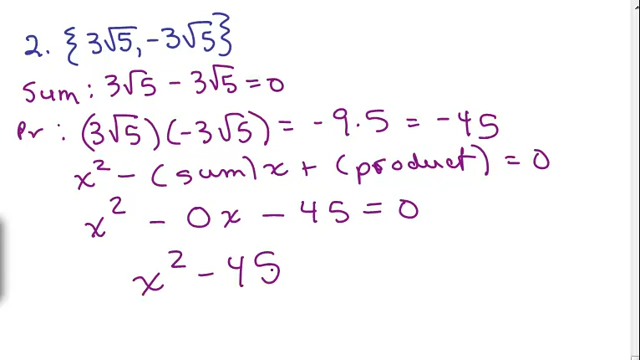 2. {3√5, -3√5}
Sum: 3√5 - 3√5 = 0
Pr: (3√5)(-3√5) = -9·5 = -45
x² - (sum)x + (product) = 0
x² - 0x - 45 = 0
x² - 45